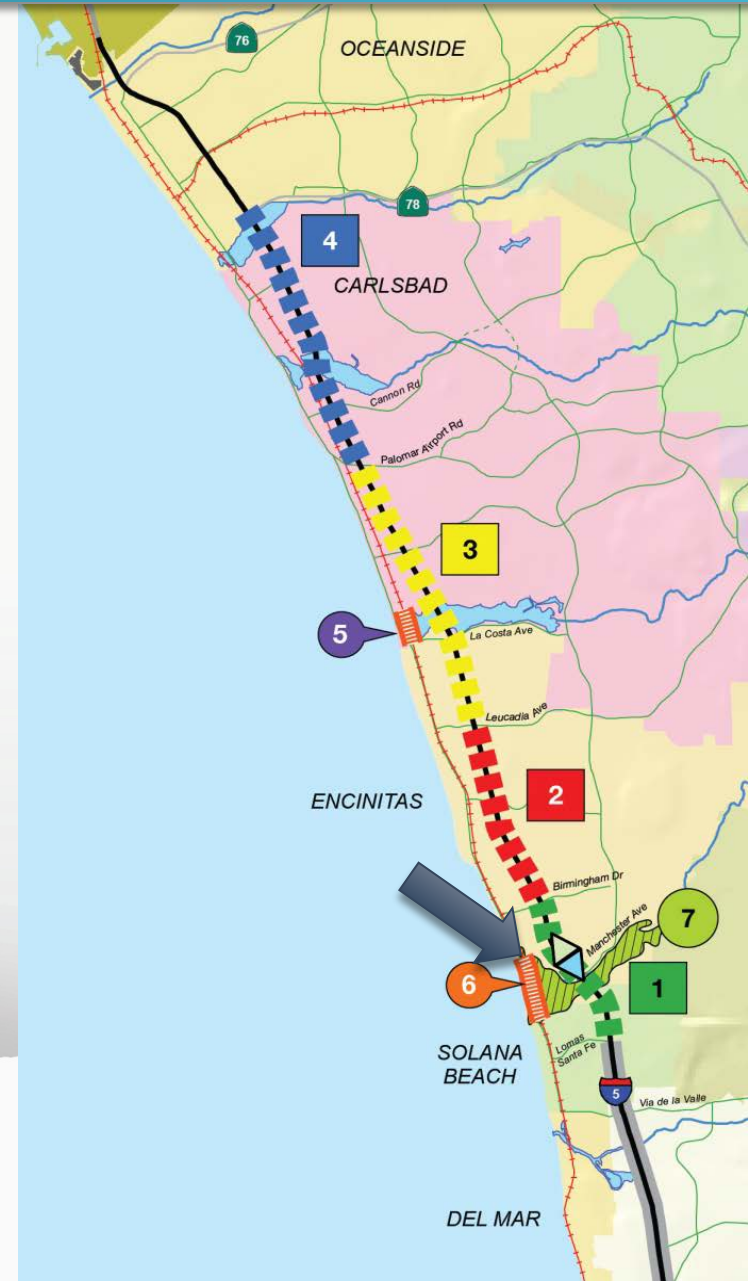 76
OCEANSIDE
78
4
CARLSBAD
Cannon Rd
Palomar Airport Rd
3
5
La Costa Ave
Leucadia Ave
ENCINITAS
2
Birmingham Dr
Manchester Ave
7
6
1
SOLANA
BEACH
Lomas
Santa Fe
5
Via de la Valle
DEL MAR